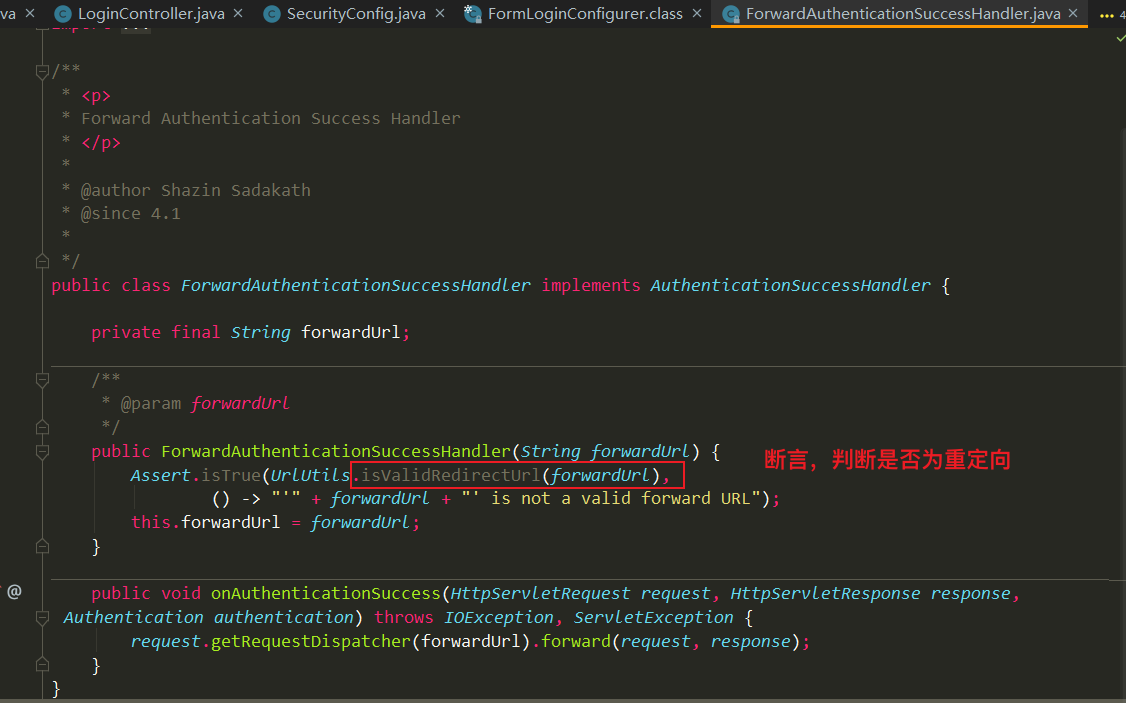 va × LoginController.java × SecurityConfig.java × FormLoginConfigurer.class × ForwardAuthenticationSuccessHandler.java × ••• 4
import ...
/**
* <p>
* Forward Authentication Success Handler
* </p>
*
* @author Shazin Sadakath
* @since 4.1
*
*/
public class ForwardAuthenticationSuccessHandler implements AuthenticationSuccessHandler {
private final String forwardUrl;
/**
* @param forwardUrl
*/
public ForwardAuthenticationSuccessHandler(String forwardUrl) {
Assert.isTrue(UrlUtils.isValidRedirectUrl(forwardUrl),
断言，判断是否为重定向
() -> "'" + forwardUrl + "' is not a valid forward URL");
this.forwardUrl = forwardUrl;
}
@
public void onAuthenticationSuccess(HttpServletRequest request, HttpServletResponse response,
Authentication authentication) throws IOException, ServletException {
request.getRequestDispatcher(forwardUrl).forward(request, response);
}
}